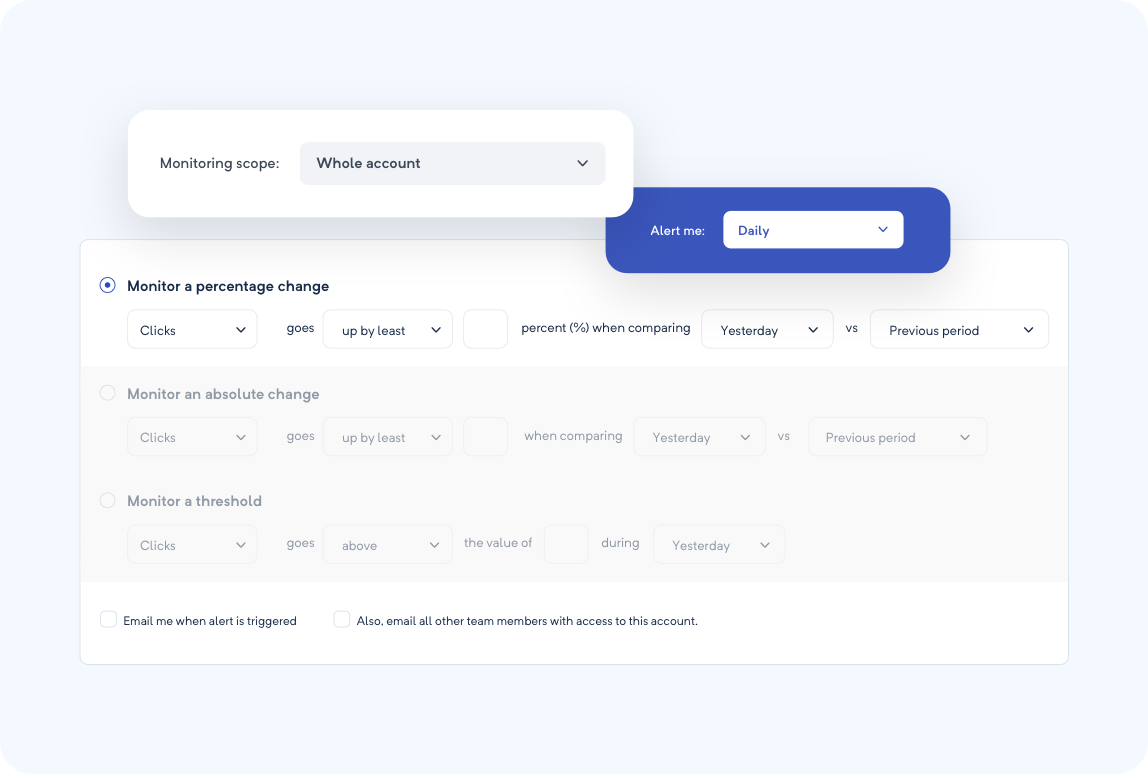 Monitoring scope: Whole account
Alert me: Daily
Monitor a percentage change
Clicks goes up by least percent (%) when comparing Yesterday vs Previous period
Monitor an absolute change
Clicks goes up by least when comparing Yesterday vs Previous period
Monitor a threshold
Clicks goes above the value of during Yesterday
Email me when alert is triggered Also, email all other team members with access to this account.